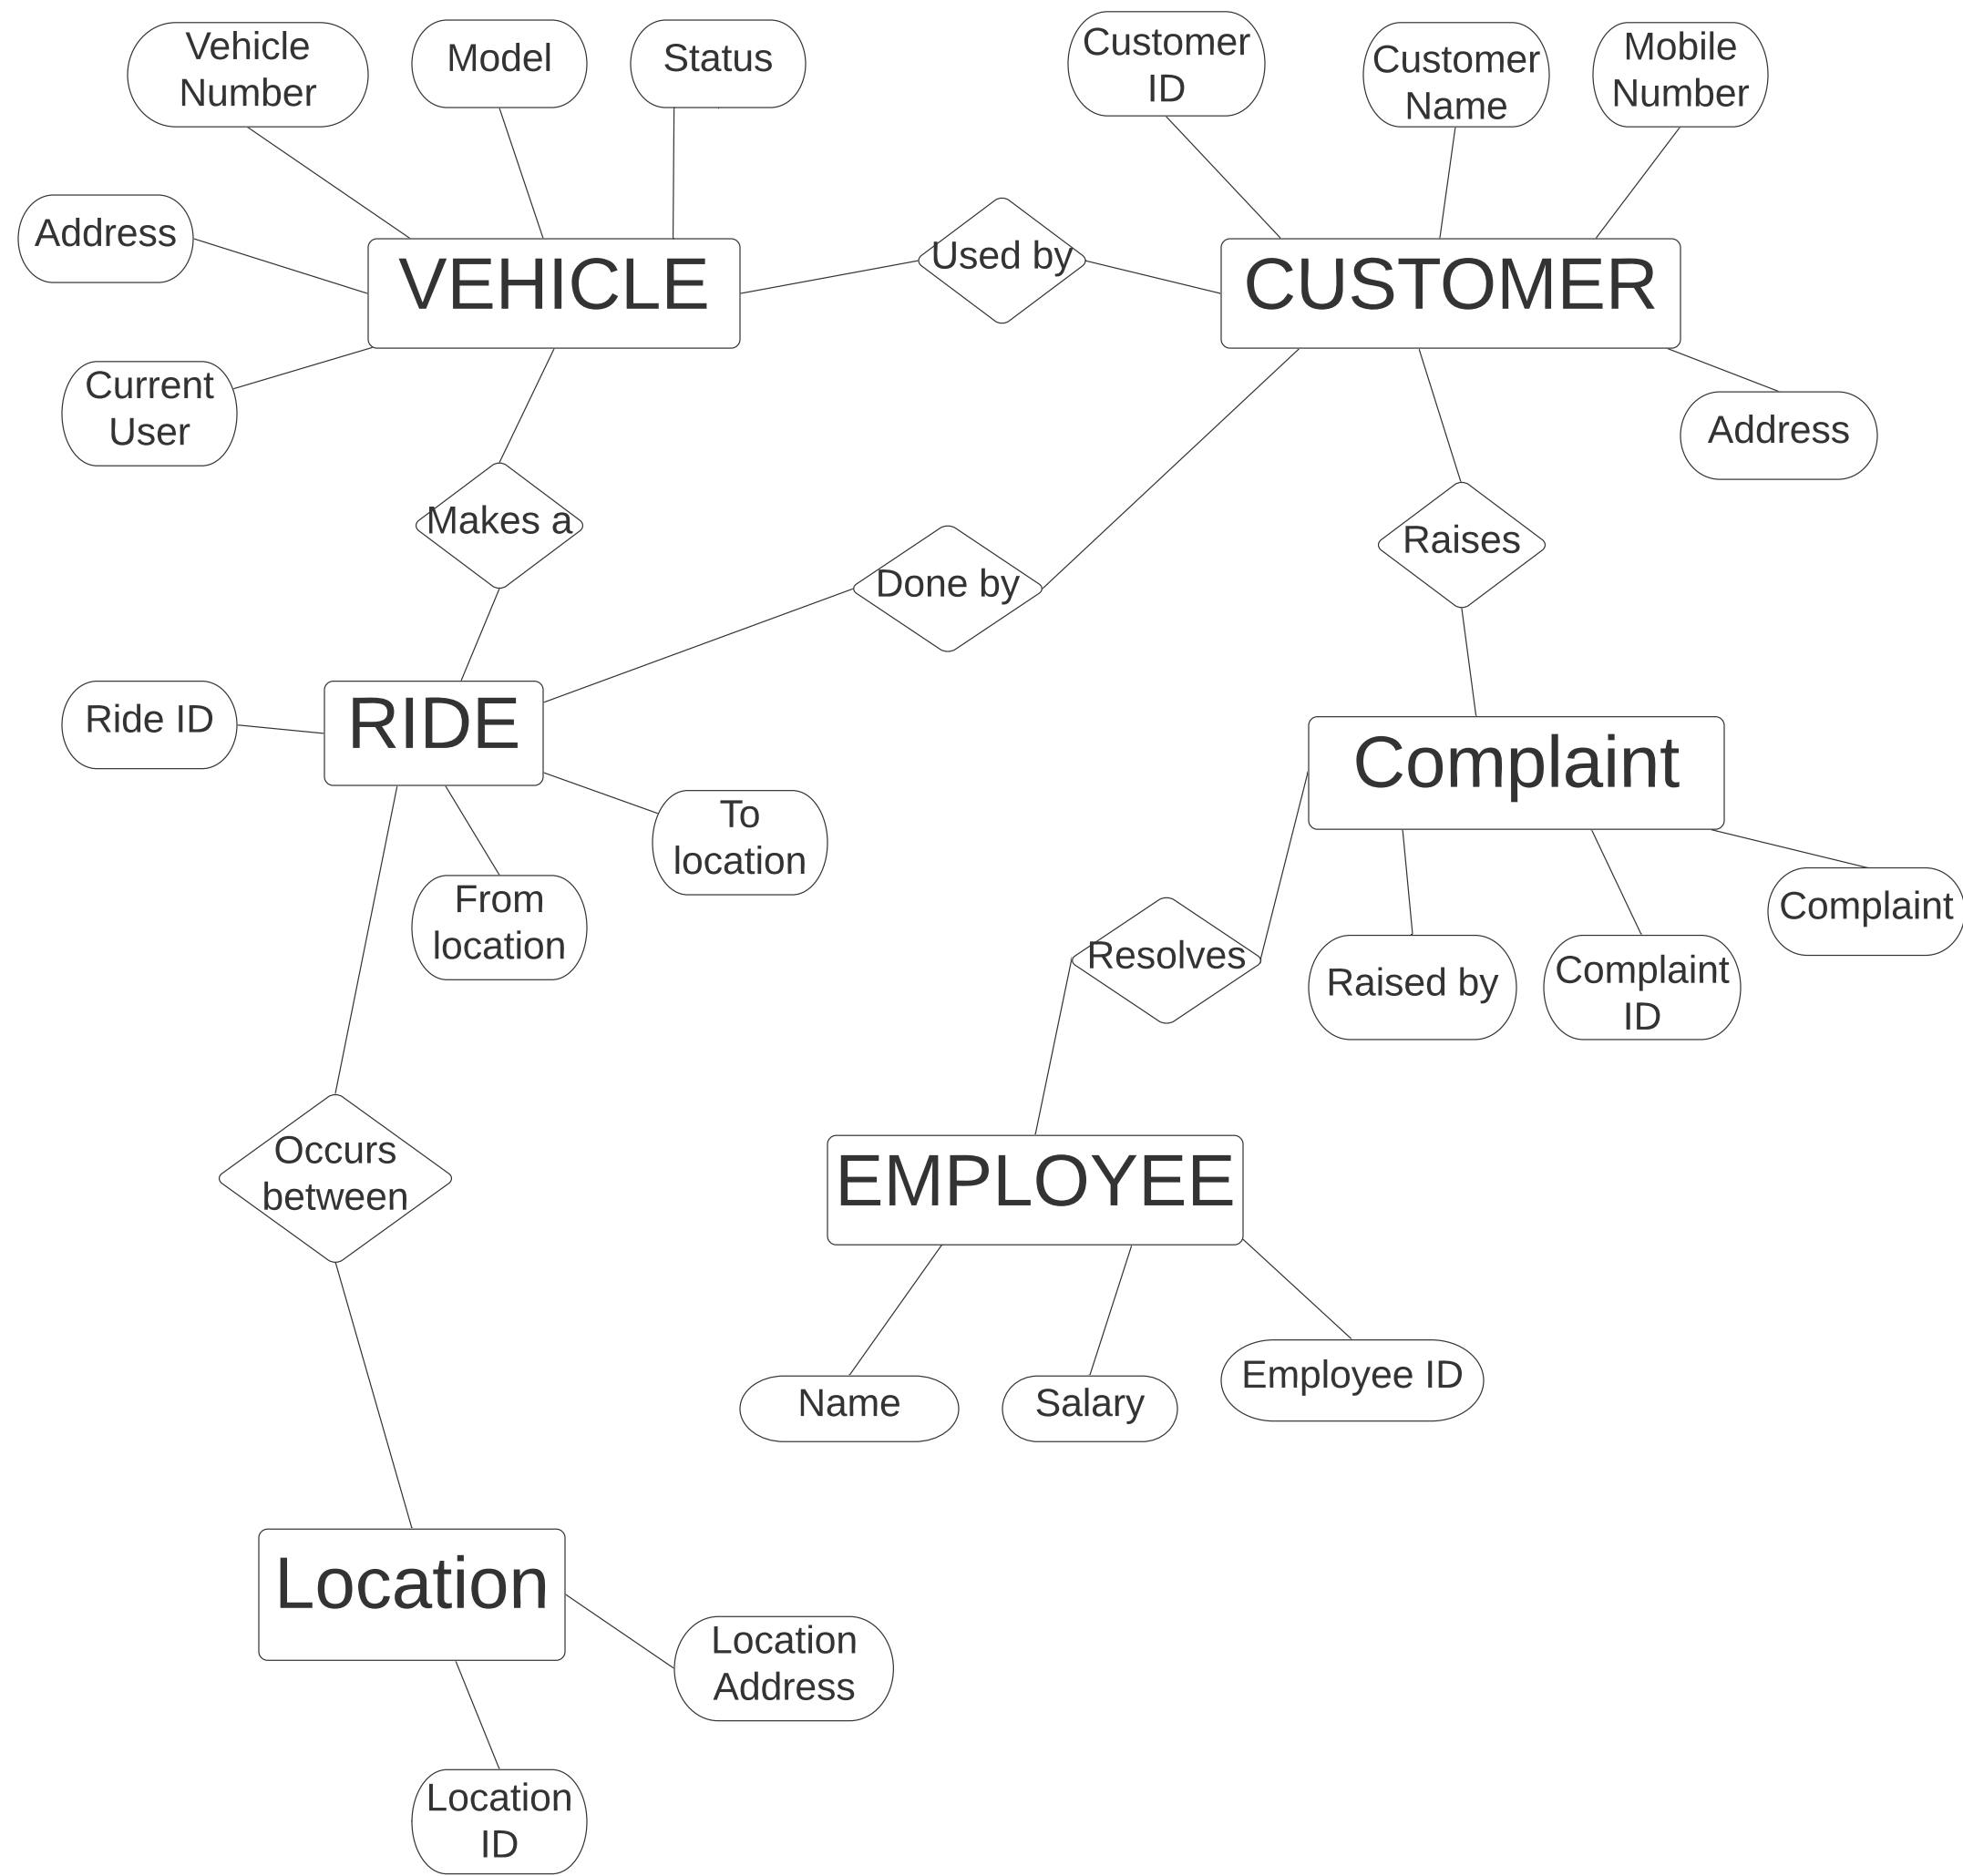 Vehicle
Number
Model
Status
Customer
ID
Customer
Name
Mobile
Number
Address
VEHICLE
Used by
CUSTOMER
Current
User
Address
Makes a
Done by
Raises
Ride ID
RIDE
Complaint
To
location
From
location
Complaint
Resolves
Raised by
Complaint
ID
Occurs
between
EMPLOYEE
Name
Salary
Employee ID
Location
Location
Address
Location
ID